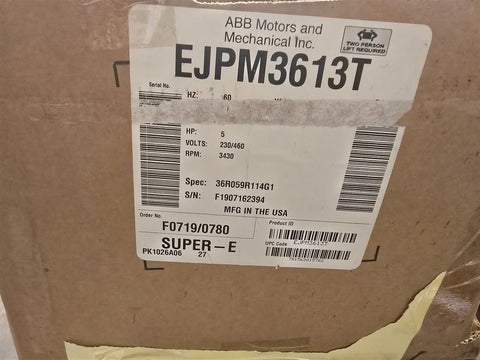 ABB Motors and
Mechanical Inc.
TWO PERSON
LIFT REQUIRED
EJPM3613T
Serial No.
HZ: 60
HP: 5
VOLTS: 230/460
RPM: 3430
Spec: 36R059R114G1
S/N: F1907162394
MFG IN THE USA
Order No.
F0719/0780
Product ID
EJPM3613T
SUPER-E
UPC Code
PK1026A06 27